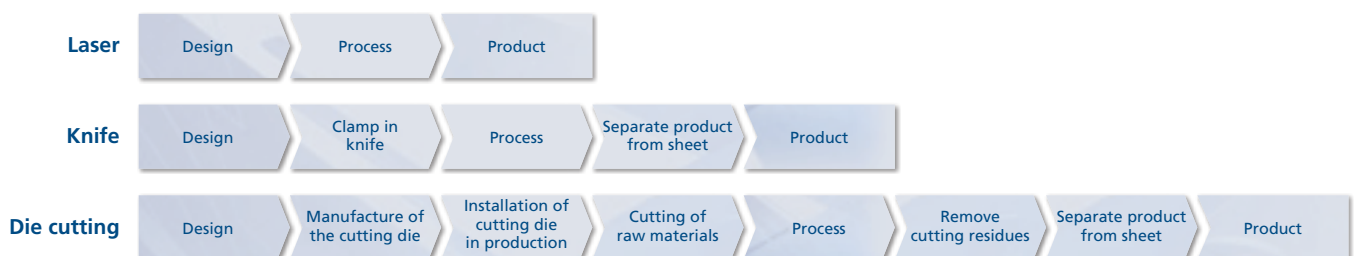 Laser
Design
Process
Product
Knife
Design
Clamp in
knife
Process
Separate product
from sheet
Product
Die cutting
Design
Manufacture of
the cutting die
Installation of
cutting die
in production
Cutting of
raw materials
Process
Remove
cutting residues
Separate product
from sheet
Product